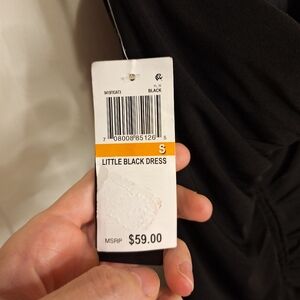 BLACK
7 08008 85126 5
S
LITTLE BLACK DRESS
MSRP $59.00